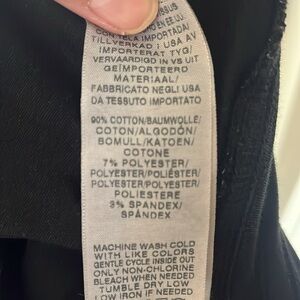 CON TELA IMPORTADA/
TILLVERKAD I USA AV
IMPORTERAT TYG/
VERVAARDIGD IN VS UIT
GEÏMPORTEERD
MATERIAAL/
FABBRICATO NEGLI USA
DA TESSUTO IMPORTATO
90% COTTON/BAUMWOLLE/
COTON/ALGODÓN/
BOMULL/KATOEN/
COTONE
7% POLYESTER/
POLYESTER/POLIÉSTER/
POLYESTER/POLYESTER/
POLIESTERE
3% SPANDEX/
SPANDEX
MACHINE WASH COLD
WITH LIKE COLORS
GENTLE CYCLE INSIDE OUT
ONLY NON-CHLORINE
BLEACH WHEN NEEDED
TUMBLE DRY LOW
LOW IRON IF NEEDED